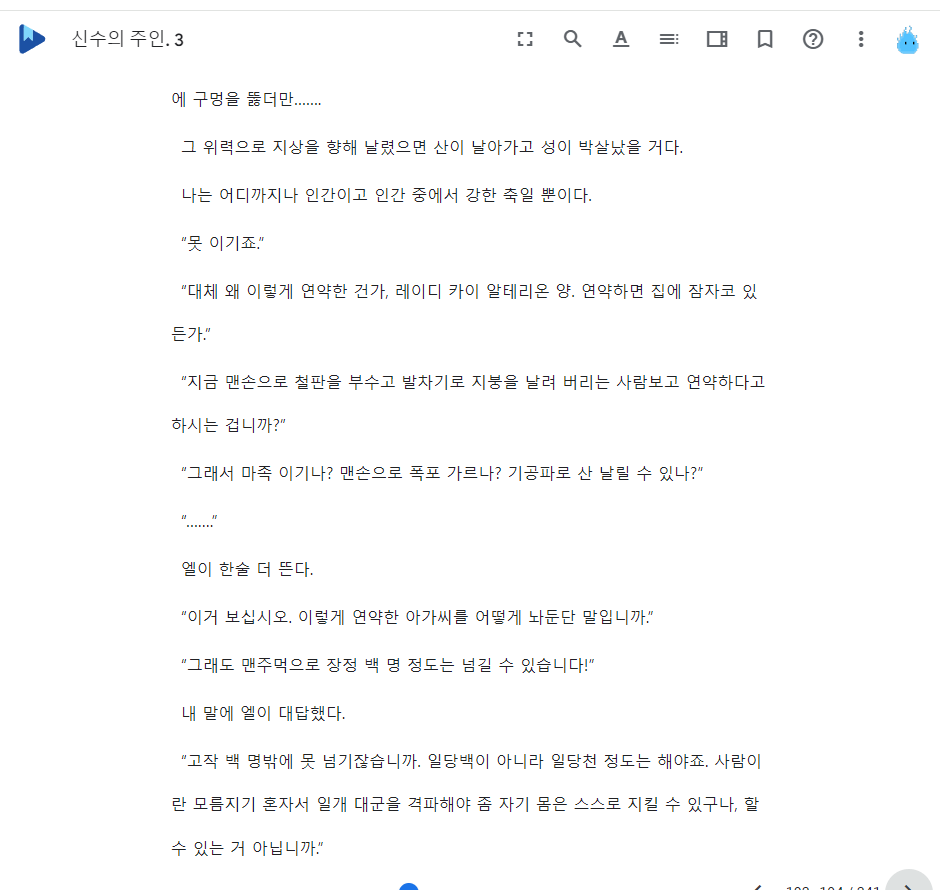 신수의 주인. 3
에 구멍을 뚫더만.......
그 위력으로 지상을 향해 날렸으면 산이 날아가고 성이 박살났을 거다.
나는 어디까지나 인간이고 인간 중에서 강한 축일 뿐이다.
“못 이기죠.”
“대체 왜 이렇게 연약한 건가, 레이디 카이 알테리온 양. 연약하면 집에 잠자코 있
든가.”
“지금 맨손으로 철판을 부수고 발차기로 지붕을 날려 버리는 사람보고 연약하다고
하시는 겁니까?”
“그래서 마족 이기나? 맨손으로 폭포 가르나? 기공파로 산 날릴 수 있나?”
“.......”
엘이 한술 더 뜬다.
“이거 보십시오. 이렇게 연약한 아가씨를 어떻게 놔둔단 말입니까.”
“그래도 맨주먹으로 장정 백 명 정도는 넘길 수 있습니다!”
내 말에 엘이 대답했다.
“고작 백 명밖에 못 넘기잖습니까. 일당백이 아니라 일당천 정도는 해야죠. 사람이
란 모름지기 혼자서 일개 대군을 격파해야 좀 자기 몸은 스스로 지킬 수 있구나, 할
수 있는 거 아닙니까.”